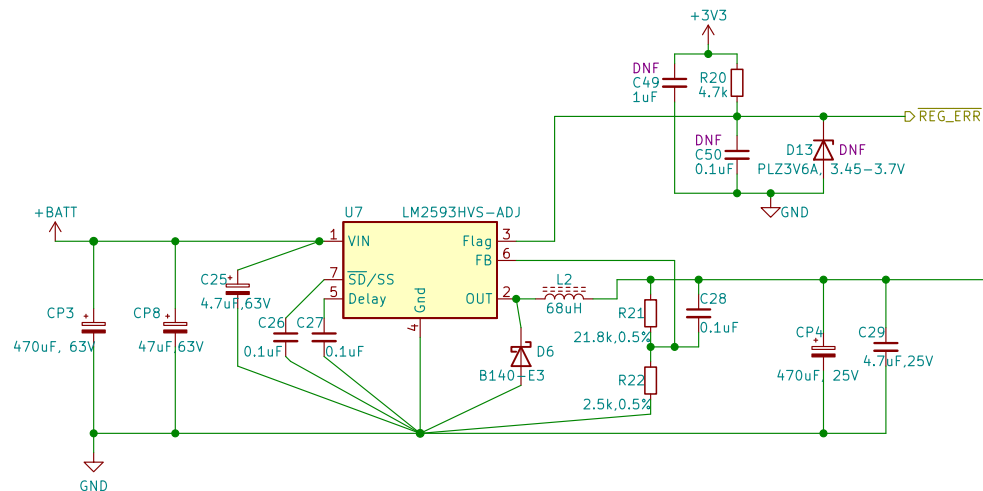 +3V3
DNF
C49
1uF
R20
4.7k
REG_ERR
DNF
C50
0.1uF
D13
DNF
PLZ3V6A, 3.45-3.7V
GND
+BATT
U7
LM2593HVS-ADJ
1
VIN
Flag
3
FB
6
7
SD/SS
5
Delay
OUT
2
Gnd
4
C25
4.7uF,63V
L2
68uH
CP3
470uF, 63V
CP8
47uF,63V
C26
0.1uF
C27
0.1uF
D6
B140-E3
R21
21.8k,0.5%
C28
0.1uF
R22
2.5k,0.5%
CP4
470uF, 25V
C29
4.7uF,25V
GND